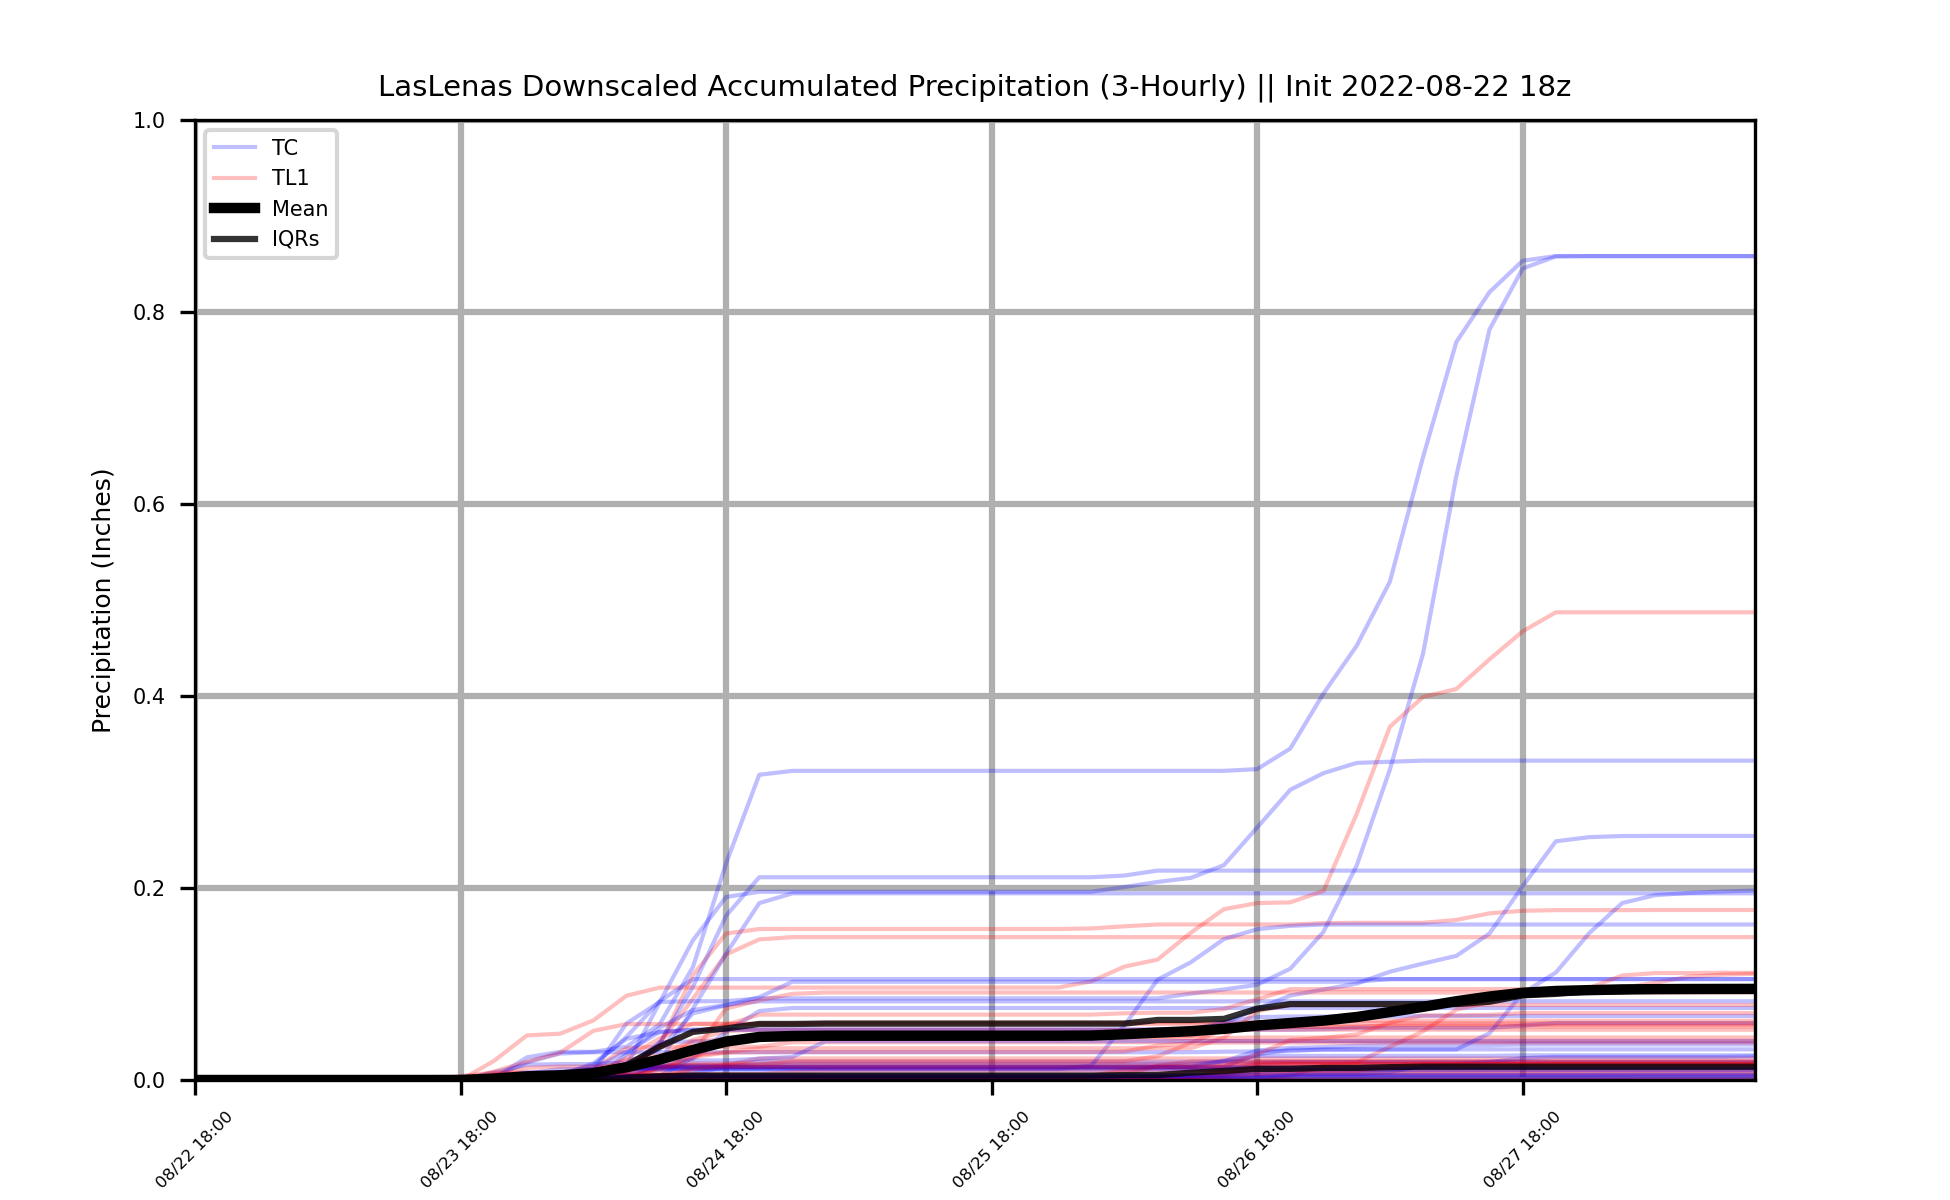 LasLenas Downscaled Accumulated Precipitation (3-Hourly) || Init 2022-08-22 18z
1.0
0.8
0.6
0.4
0.2
0.0
Precipitation (Inches)
TC
TL1
Mean
IQRs
08/22 18:00
08/23 18:00
08/24 18:00
08/25 18:00
08/26 18:00
08/27 18:00